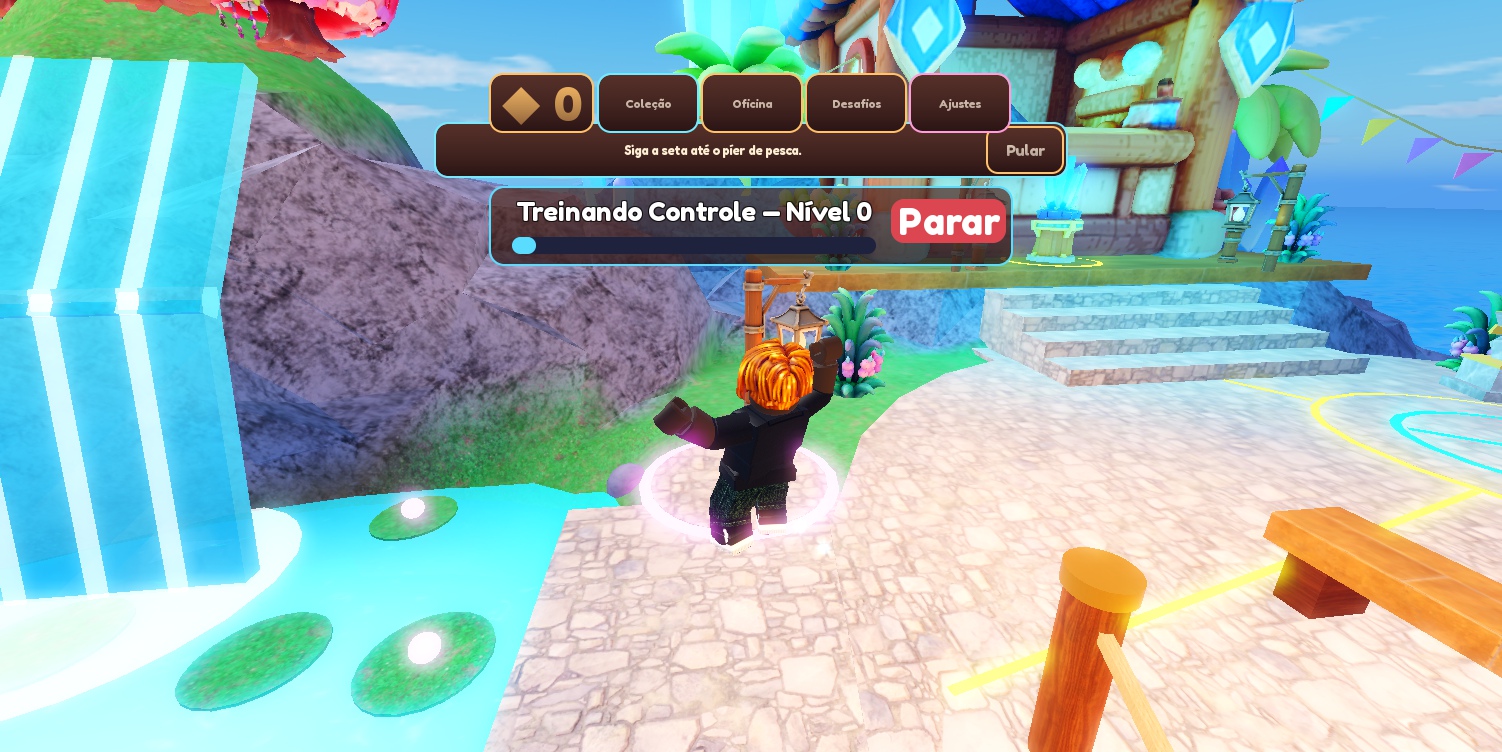 0
Coleção
Oficina
Desafios
Ajustes
Siga a seta até o píer de pesca.
Pular
Treinando Controle — Nível 0
Parar